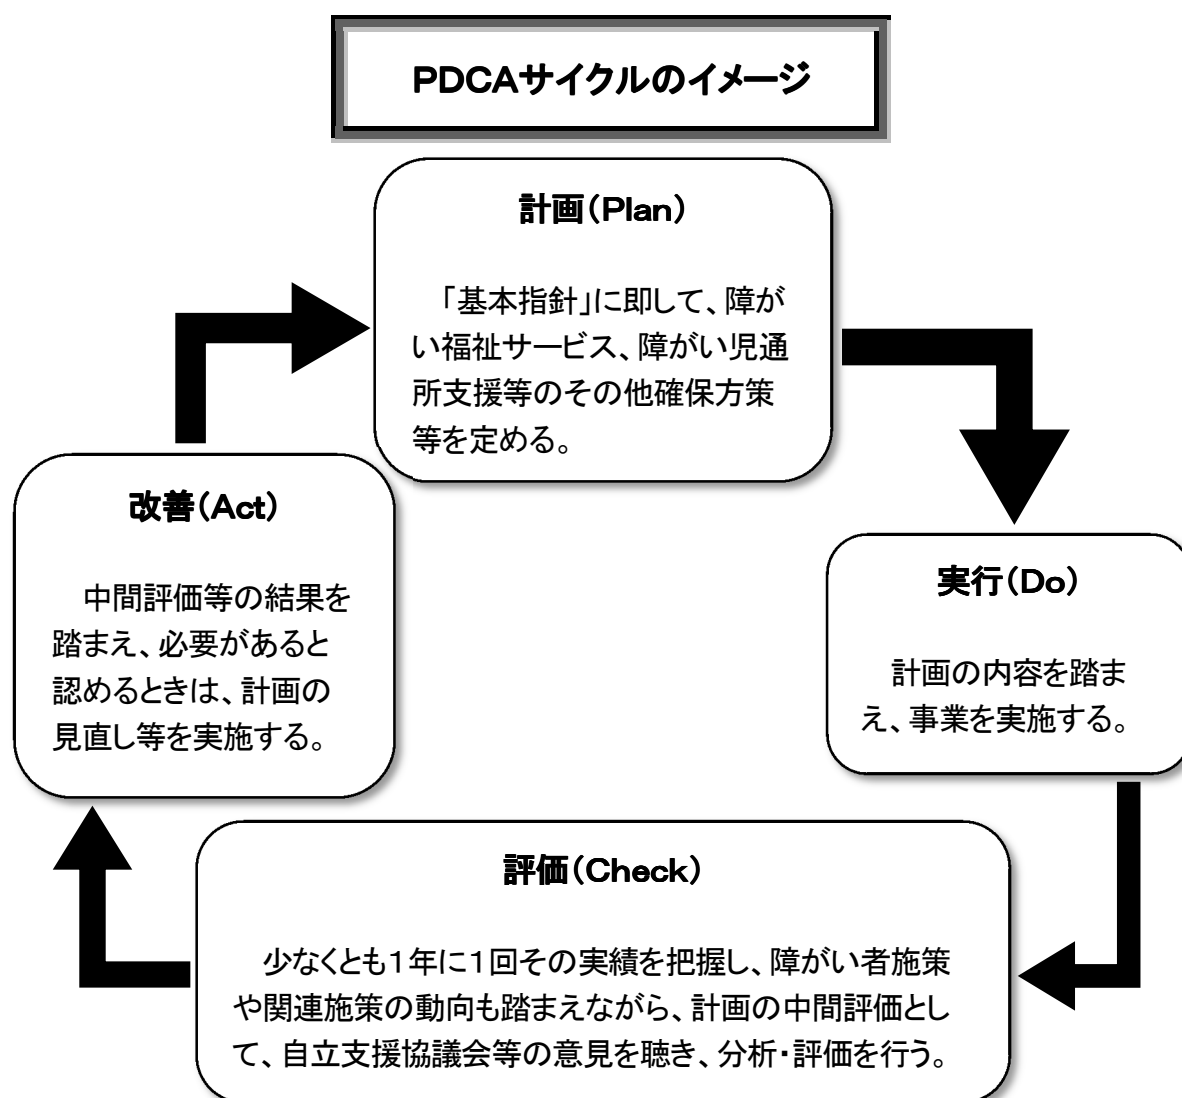 PDCAサイクルのイメージ
計画(Plan)
「基本指針」に即して、障が
い福祉サービス、障がい児通
所支援等のその他確保方策
等を定める。
実行(Do)
計画の内容を踏ま
え、事業を実施する。
評価(Check)
少なくとも1年に1回その実績を把握し、障がい者施策
や関連施策の動向も踏まえながら、計画の中間評価とし
て、自立支援協議会等の意見を聴き、分析・評価を行う。
改善(Act)
中間評価等の結果を
踏まえ、必要があると
認めるときは、計画の
見直し等を実施する。